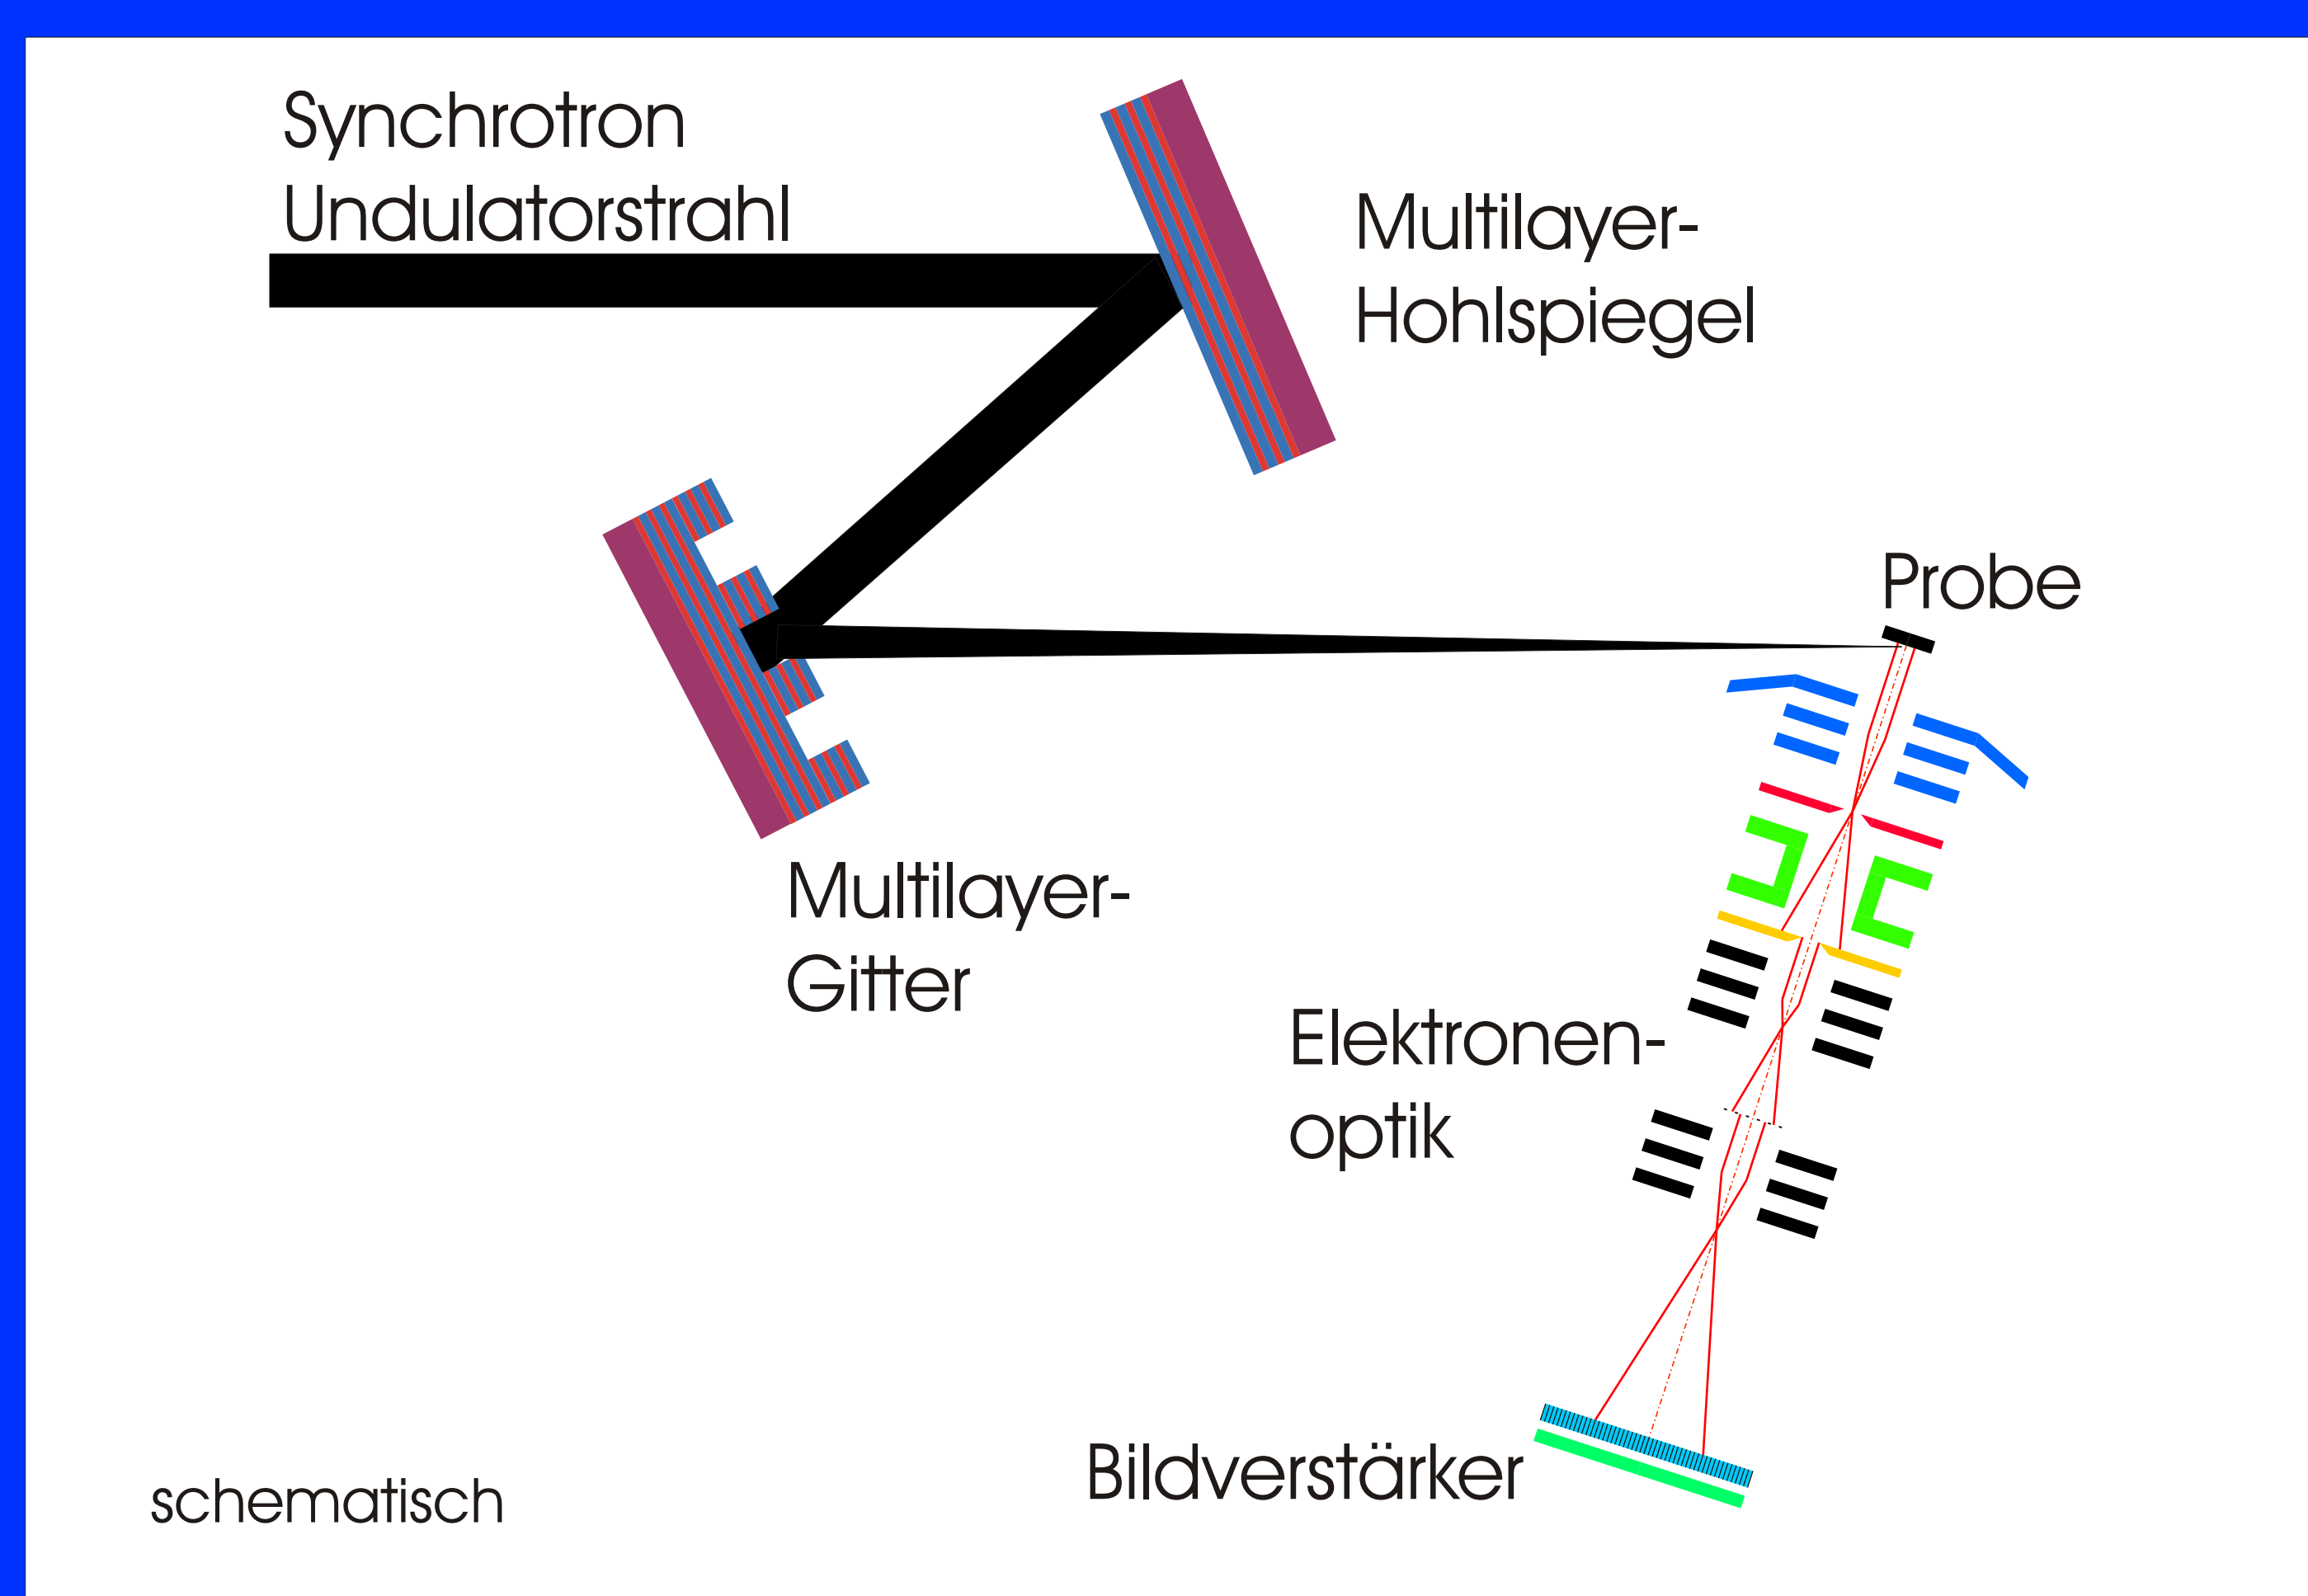 Synchrotron
Undulatorstrahl
Multilayer-
Hohlspiegel
Probe
Multilayer-
Gitter
Elektronen-
optik
Bildverstärker
schematisch